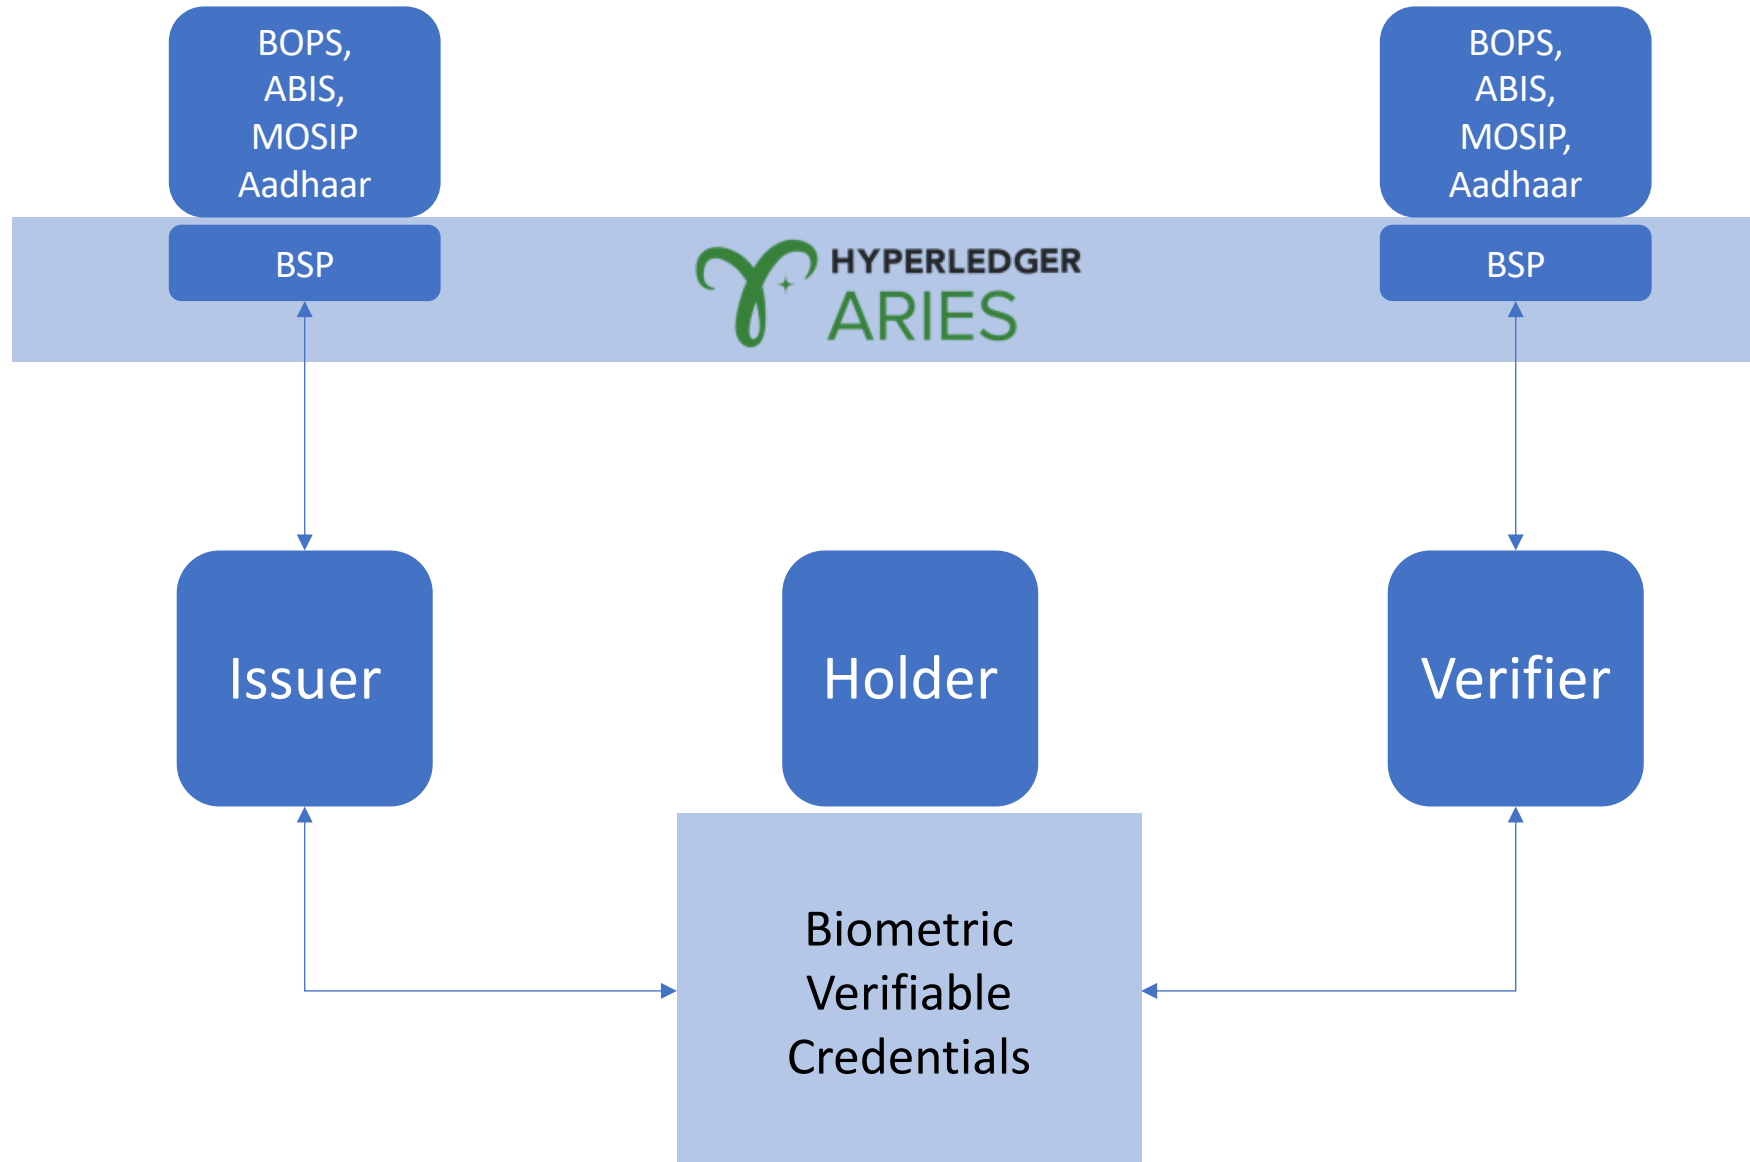 BOPS,
ABIS,
MOSIP
Aadhaar
BOPS,
ABIS,
MOSIP,
Aadhaar
BSP
HYPERLEDGER
ARIES
BSP
Issuer
Holder
Verifier
Biometric
Verifiable
Credentials